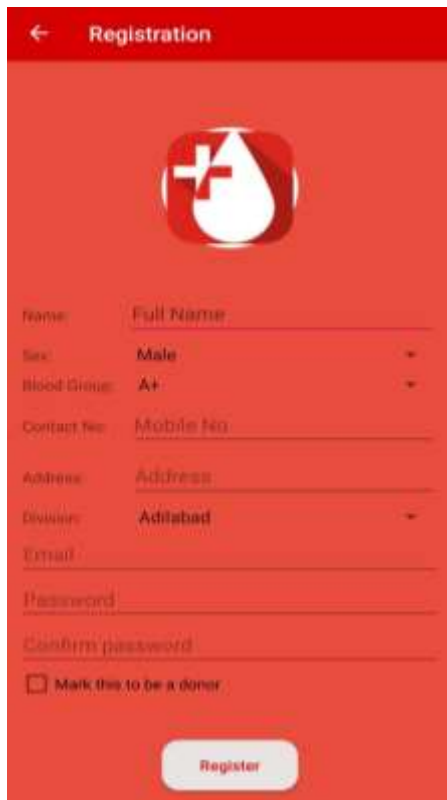 Registration
Name: Full Name
Sex: Male
Blood Group: A+
Contact No: Mobile No
Address: Address
Division: Adilabad
Email
Password
Confirm password
Mark this to be a donor
Register